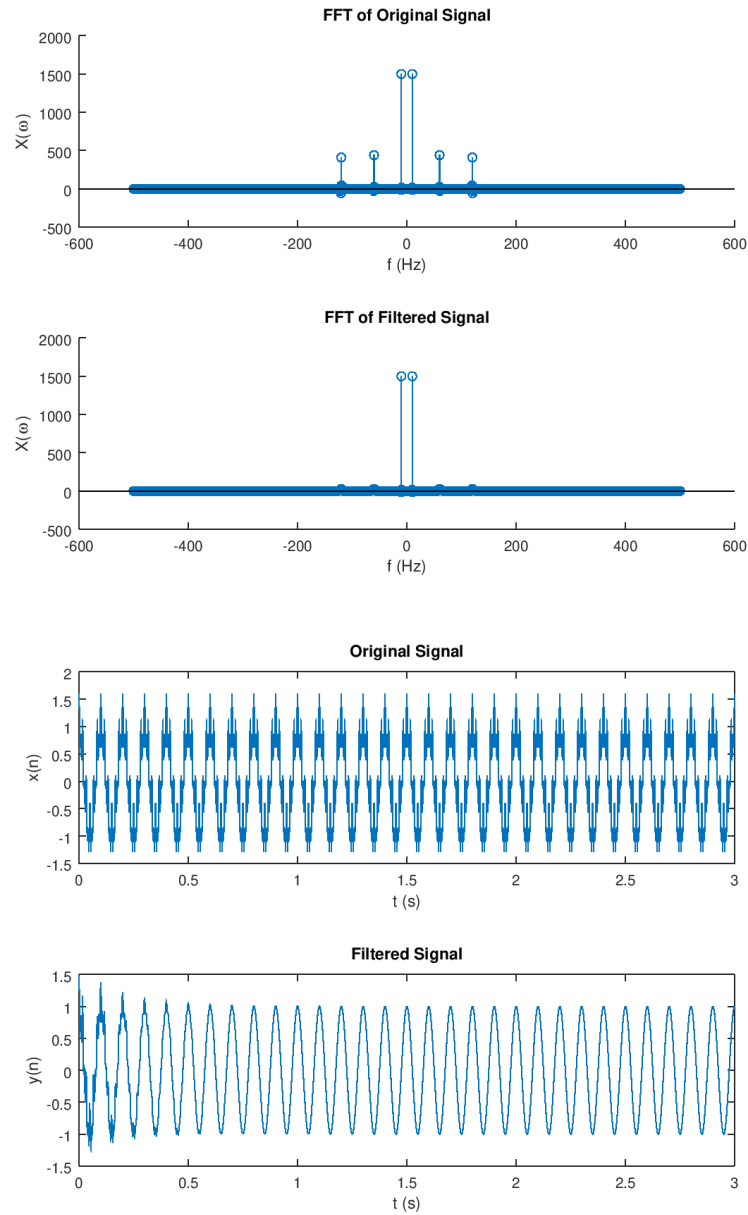 FFT of Original Signal
2000
1500
1000
500
0
-500
X(ω)
-600 -400 -200 0 200 400 600
f (Hz)
FFT of Filtered Signal
2000
1500
1000
500
0
-500
X(ω)
-600 -400 -200 0 200 400 600
f (Hz)
Original Signal
2
1.5
1
0.5
0
-0.5
-1
-1.5
x(n)
0 0.5 1 1.5 2 2.5 3
t (s)
Filtered Signal
1.5
1
0.5
0
-0.5
-1
-1.5
y(n)
0 0.5 1 1.5 2 2.5 3
t (s)